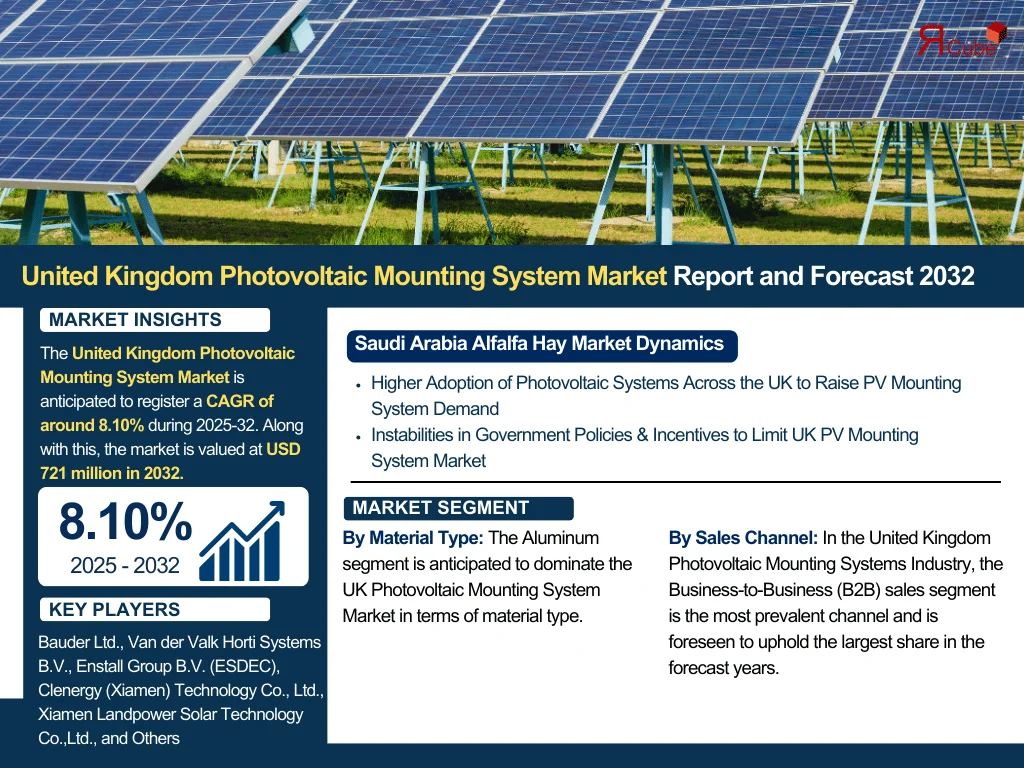 ЯCube
United Kingdom Photovoltaic Mounting System Market Report and Forecast 2032
MARKET INSIGHTS
The United Kingdom Photovoltaic
Mounting System Market is
anticipated to register a CAGR of
around 8.10% during 2025-32. Along
with this, the market is valued at USD
721 million in 2032.
8.10%
2025 - 2032
KEY PLAYERS
Bauder Ltd., Van der Valk Horti Systems
B.V., Enstall Group B.V. (ESDEC),
Clenergy (Xiamen) Technology Co., Ltd.,
Xiamen Landpower Solar Technology
Co.,Ltd., and Others
Saudi Arabia Alfalfa Hay Market Dynamics
• Higher Adoption of Photovoltaic Systems Across the UK to Raise PV Mounting
System Demand
• Instabilities in Government Policies & Incentives to Limit UK PV Mounting
System Market
MARKET SEGMENT
By Material Type: The Aluminum
segment is anticipated to dominate the
UK Photovoltaic Mounting System
Market in terms of material type.
By Sales Channel: In the United Kingdom
Photovoltaic Mounting Systems Industry, the
Business-to-Business (B2B) sales segment
is the most prevalent channel and is
foreseen to uphold the largest share in the
forecast years.